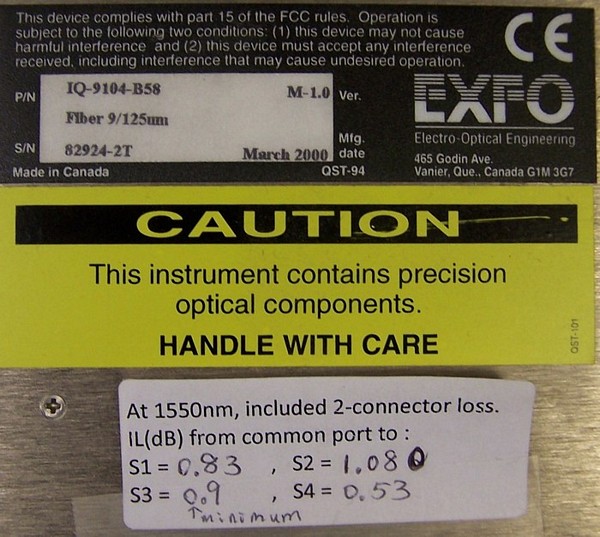 This device complies with part 15 of the FCC rules. Operation is
subject to the following two conditions: (1) this device may not cause
harmful interference and (2) this device must accept any interference
received, including interference that may cause undesired operation.
CE
P/N IQ-9104-B58 M-1.0 Ver.
Fiber 9/125um
S/N 82924-2T March 2000 Mfg. date
Made in Canada QST-94
EXFO
Electro-Optical Engineering
465 Godin Ave.
Vanier, Que., Canada G1M 3G7
CAUTION
This instrument contains precision
optical components.
HANDLE WITH CARE
QST-101
At 1550nm, included 2-connector loss.
IL(dB) from common port to :
S1 = 0.83 , S2 = 1.080
S3 = 0.9 , S4 = 0.53
↑minimum